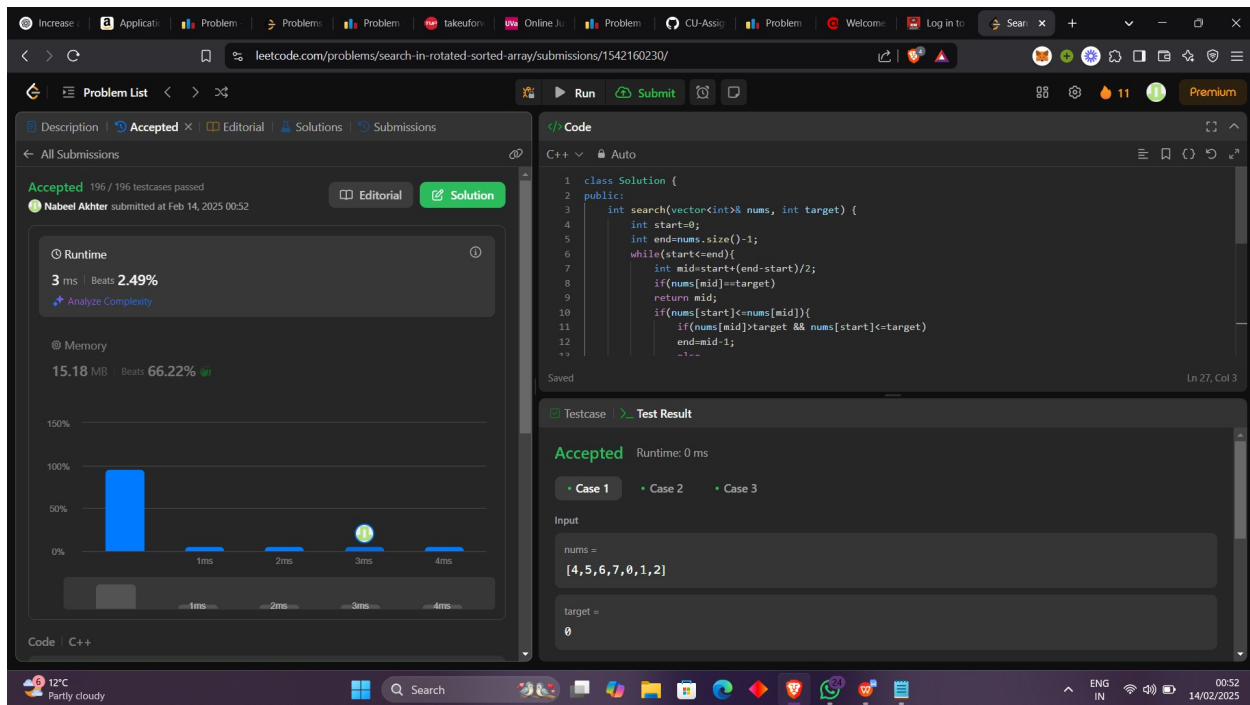 Increase
Applicatic
Problem -
Problems
Problem
takeuforw
UVa Online Ju
Problem
CU-Assig
Problem
Welcome
Log in to
Sear
leetcode.com/problems/search-in-rotated-sorted-array/submissions/1542160230/
Problem List
Run
Submit
11
Premium
Description
Accepted
Editorial
Solutions
Submissions
All Submissions
Accepted 196 / 196 testcases passed
Nabeel Akhter submitted at Feb 14, 2025 00:52
Editorial
Solution
Runtime
3 ms Beats 2.49%
Analyze Complexity
Memory
15.18 MB Beats 66.22%
150%
100%
50%
0%
1ms 2ms 3ms 4ms
1ms 2ms 3ms 4ms
Code C++
</> Code
C++ Auto
1 class Solution {
2 public:
3 int search(vector<int>& nums, int target) {
4 int start=0;
5 int end=nums.size()-1;
6 while(start<=end){
7 int mid=start+(end-start)/2;
8 if(nums[mid]==target)
9 return mid;
10 if(nums[start]<=nums[mid]){
11 if(nums[mid]>target && nums[start]<=target)
12 end=mid-1;
13 else
Saved
Ln 27, Col 3
Testcase
Test Result
Accepted Runtime: 0 ms
Case 1
Case 2
Case 3
Input
nums =
[4,5,6,7,0,1,2]
target =
0
6
12°C
Partly cloudy
Search
24
ENG
IN
00:52
14/02/2025